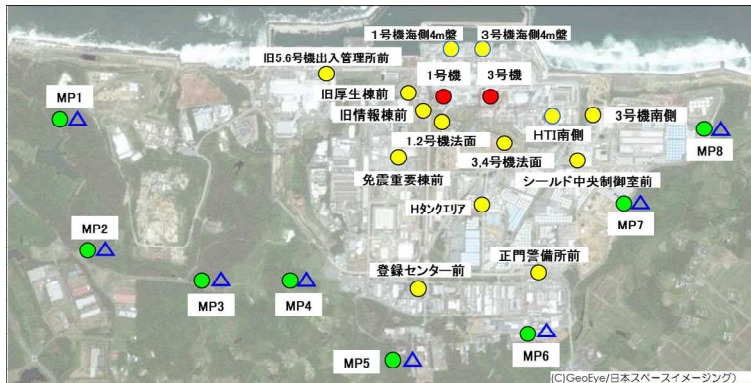 1号機海側4m盤
3号機海側4m盤
旧5.6号機出入管理所前
1号機
3号機
MP1
旧厚生棟前
旧情報棟前
3号機南側
HTI南側
1.2号機法面
MP8
3,4号機法面
免震重要棟前
シールド中央制御室前
Hタンクエリア
MP7
MP2
正門警備所前
登録センター前
MP3
MP4
MP5
MP6
(C)GeoEye/日本スペースイメージング)